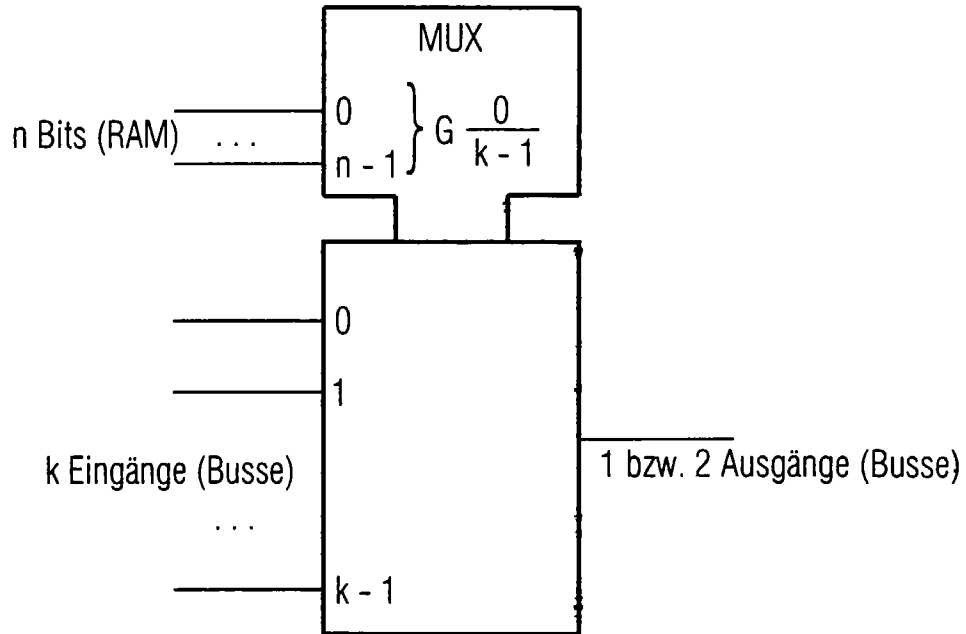 MUX
0
n Bits (RAM) ...
n - 1
} G 0
k - 1
0
1
k Eingänge (Busse)
1 bzw. 2 Ausgänge (Busse)
...
k - 1